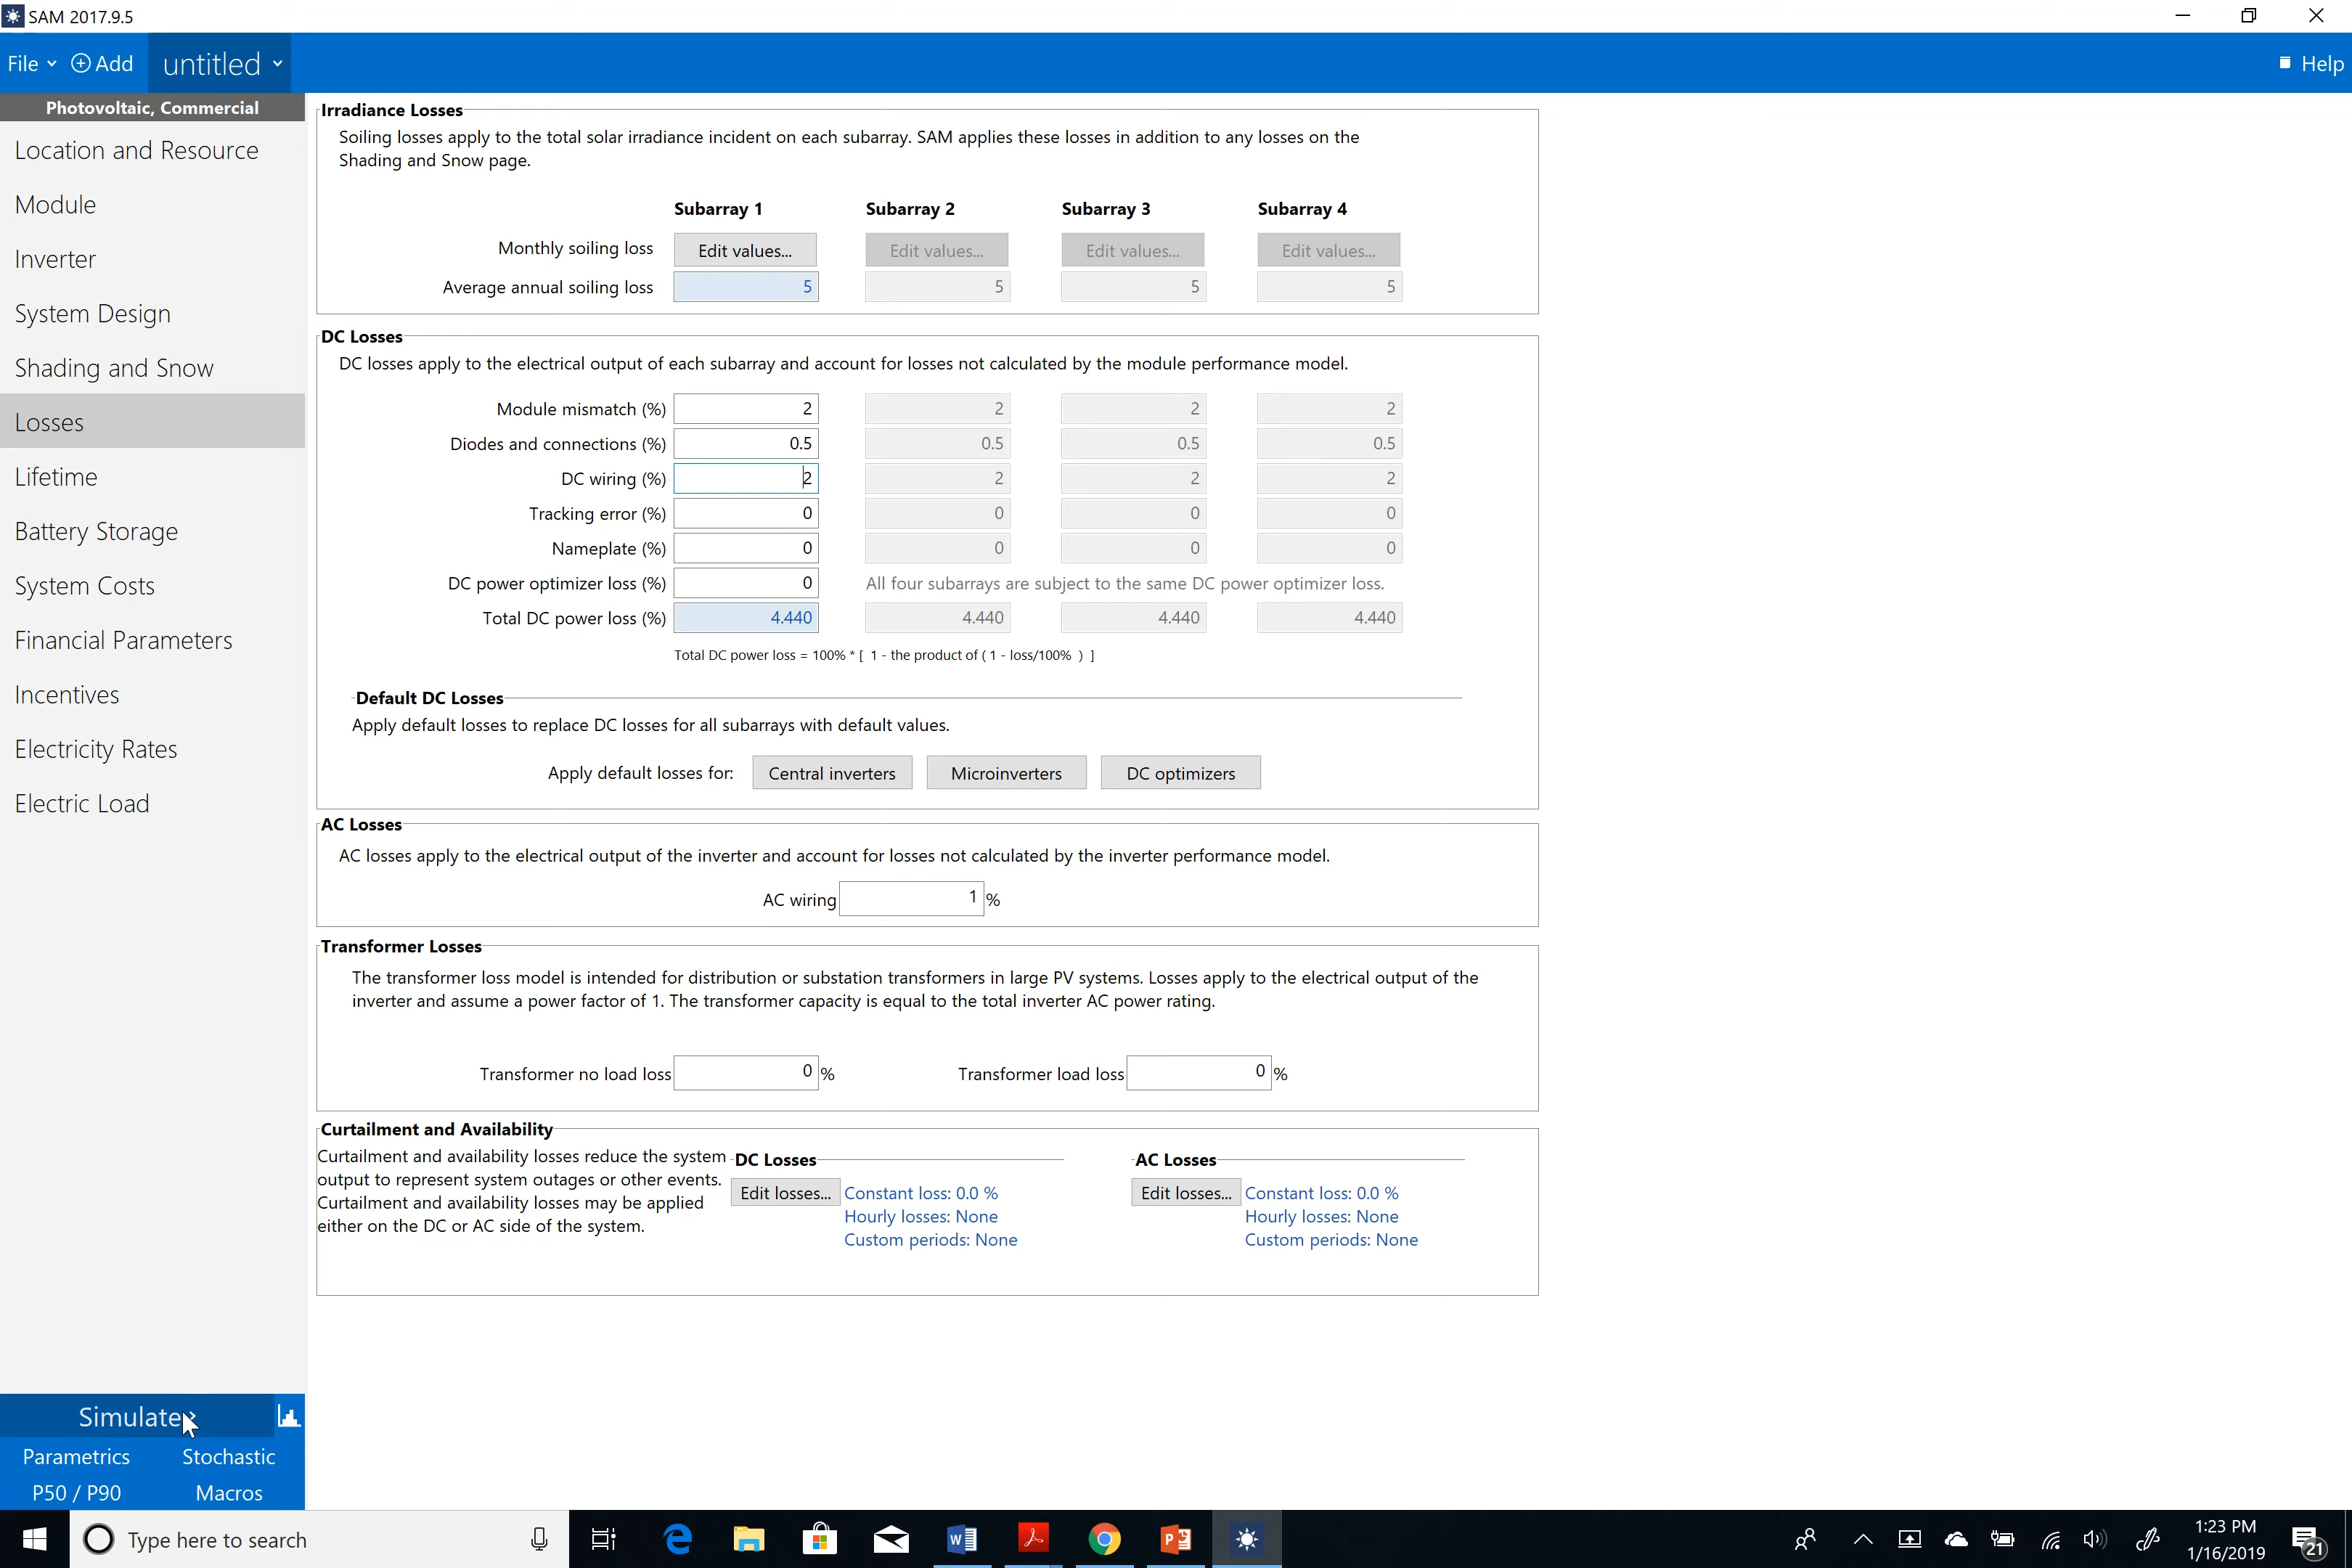 SAM 2017.9.5
File Add untitled Help
Photovoltaic, Commercial
Location and Resource
Module
Inverter
System Design
Shading and Snow
Losses
Lifetime
Battery Storage
System Costs
Financial Parameters
Incentives
Electricity Rates
Electric Load
Simulate >
Parametrics Stochastic
P50 / P90 Macros
Irradiance Losses
Soiling losses apply to the total solar irradiance incident on each subarray. SAM applies these losses in addition to any losses on the
Shading and Snow page.
Subarray 1 Subarray 2 Subarray 3 Subarray 4
Monthly soiling loss Edit values... Edit values... Edit values... Edit values...
Average annual soiling loss 5 5 5 5
DC Losses
DC losses apply to the electrical output of each subarray and account for losses not calculated by the module performance model.
Module mismatch (%) 2 2 2 2
Diodes and connections (%) 0.5 0.5 0.5 0.5
DC wiring (%) 2 2 2 2
Tracking error (%) 0 0 0 0
Nameplate (%) 0 0 0 0
DC power optimizer loss (%) 0 All four subarrays are subject to the same DC power optimizer loss.
Total DC power loss (%) 4.440 4.440 4.440 4.440
Total DC power loss = 100% * [ 1 - the product of ( 1 - loss/100% ) ]
Default DC Losses
Apply default losses to replace DC losses for all subarrays with default values.
Apply default losses for: Central inverters Microinverters DC optimizers
AC Losses
AC losses apply to the electrical output of the inverter and account for losses not calculated by the inverter performance model.
AC wiring 1 %
Transformer Losses
The transformer loss model is intended for distribution or substation transformers in large PV systems. Losses apply to the electrical output of the
inverter and assume a power factor of 1. The transformer capacity is equal to the total inverter AC power rating.
Transformer no load loss 0 % Transformer load loss 0 %
Curtailment and Availability
Curtailment and availability losses reduce the system
output to represent system outages or other events.
Curtailment and availability losses may be applied
either on the DC or AC side of the system.
DC Losses
Edit losses... Constant loss: 0.0 %
Hourly losses: None
Custom periods: None
AC Losses
Edit losses... Constant loss: 0.0 %
Hourly losses: None
Custom periods: None
Type here to search
1:23 PM
1/16/2019
21